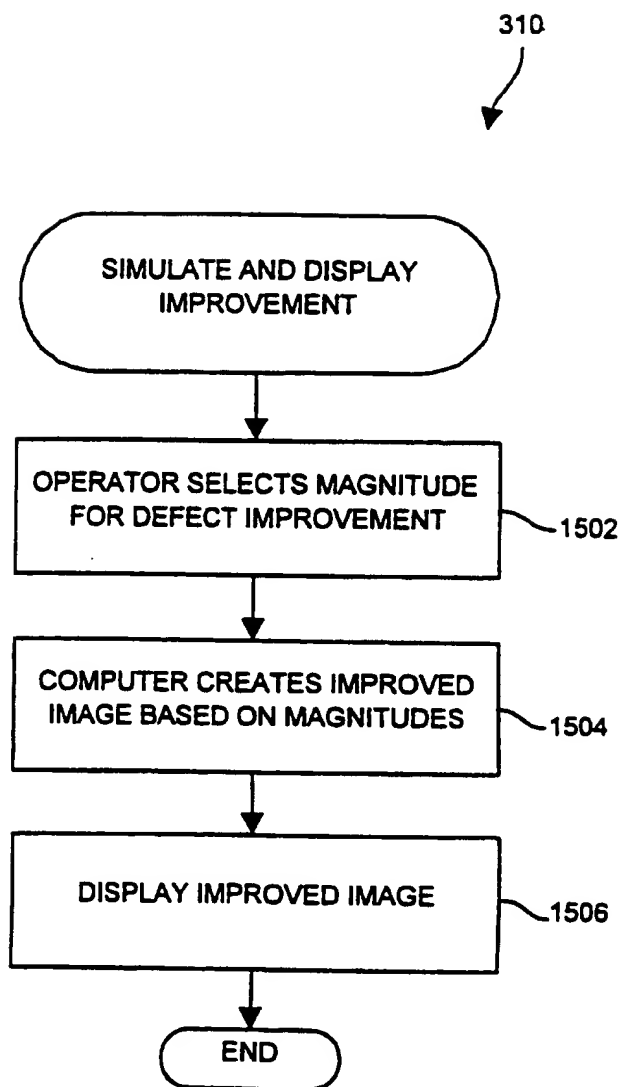 310
SIMULATE AND DISPLAY
IMPROVEMENT
OPERATOR SELECTS MAGNITUDE
FOR DEFECT IMPROVEMENT
1502
COMPUTER CREATES IMPROVED
IMAGE BASED ON MAGNITUDES
1504
DISPLAY IMPROVED IMAGE
1506
END